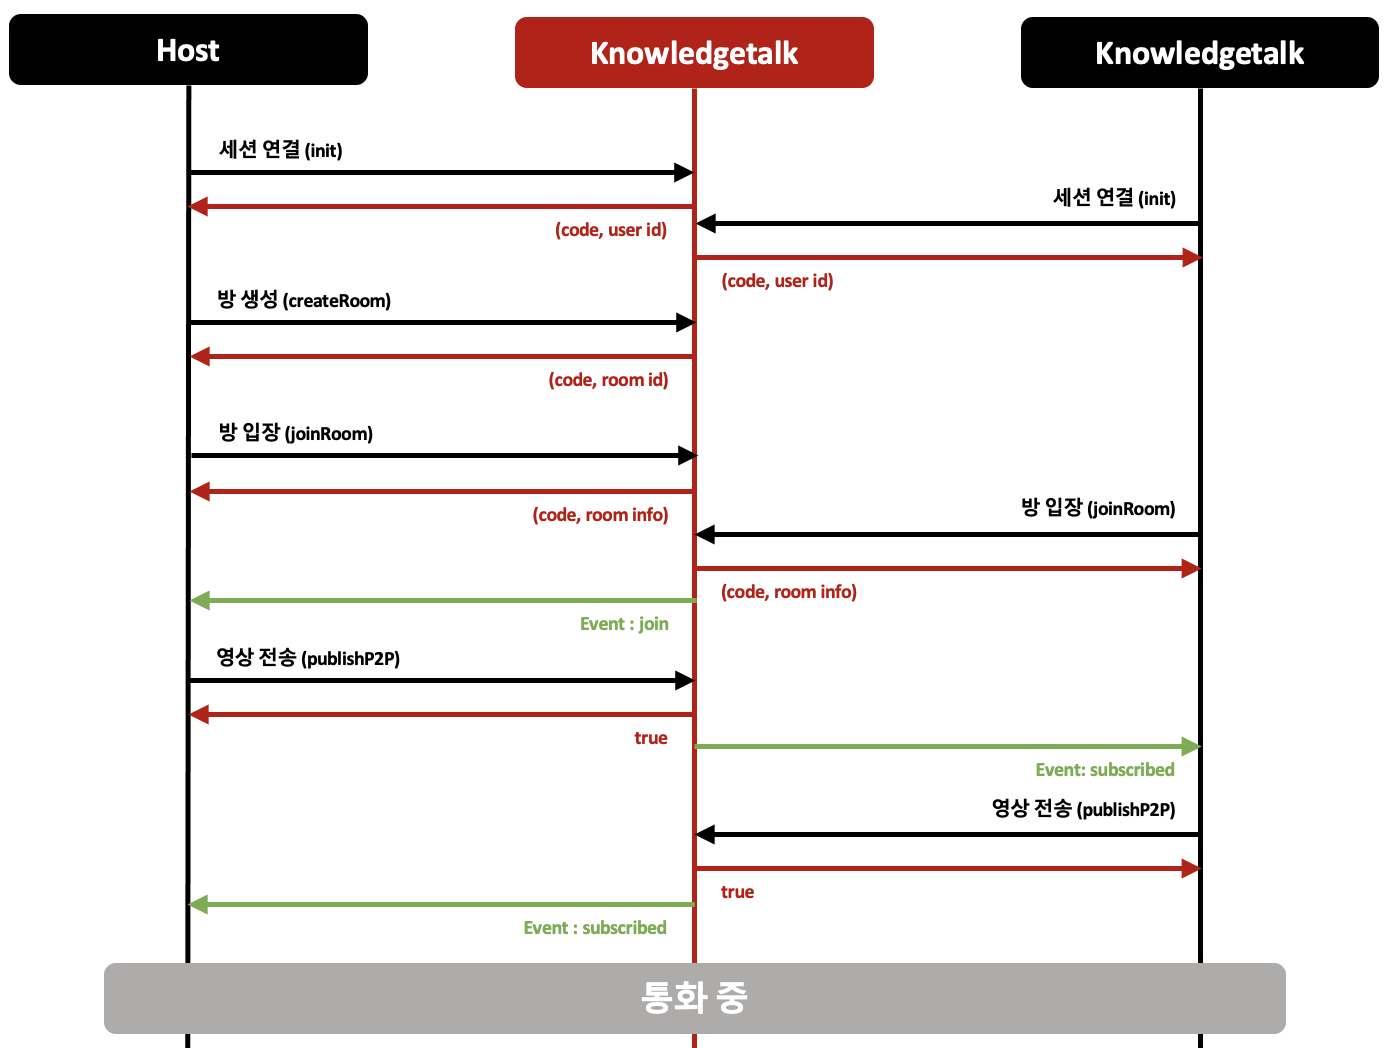 Host
Knowledgetalk
Knowledgetalk
세션 연결 (init)
세션 연결 (init)
(code, user id)
(code, user id)
방 생성 (createRoom)
(code, room id)
방 입장 (joinRoom)
방 입장 (joinRoom)
(code, room info)
(code, room info)
Event : join
영상 전송 (publishP2P)
true
Event: subscribed
영상 전송 (publishP2P)
true
Event : subscribed
통화 중